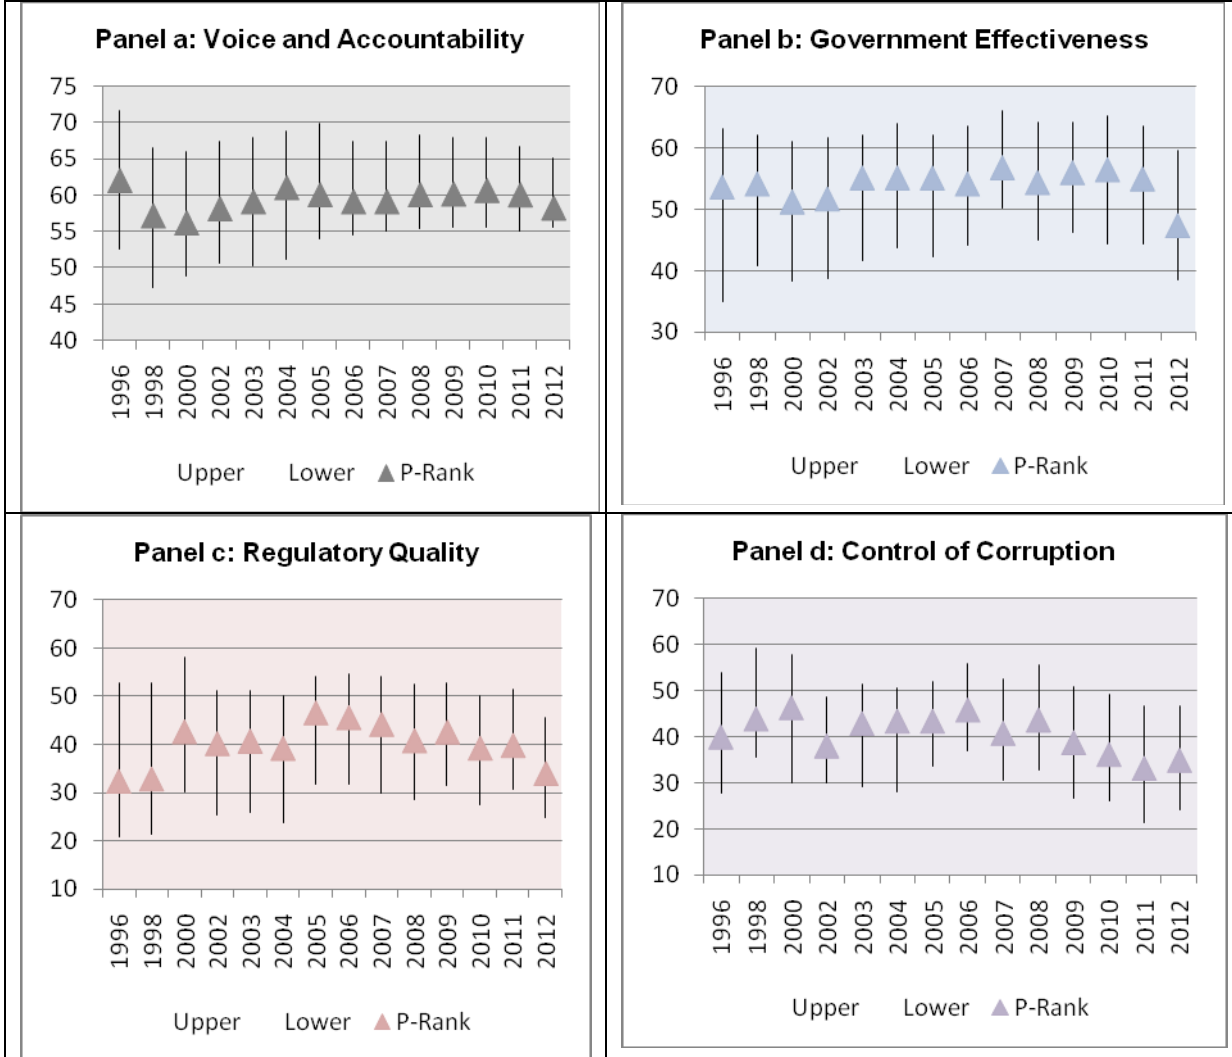 Panel a: Voice and Accountability
75
70
65
60
55
50
45
40
1996 1998 2000 2002 2003 2004 2005 2006 2007 2008 2009 2010 2011 2012
Upper Lower P-Rank
Panel b: Government Effectiveness
70
60
50
40
30
1996 1998 2000 2002 2003 2004 2005 2006 2007 2008 2009 2010 2011 2012
Upper Lower P-Rank
Panel c: Regulatory Quality
70
60
50
40
30
20
10
1996 1998 2000 2002 2003 2004 2005 2006 2007 2008 2009 2010 2011 2012
Upper Lower P-Rank
Panel d: Control of Corruption
70
60
50
40
30
20
10
1996 1998 2000 2002 2003 2004 2005 2006 2007 2008 2009 2010 2011 2012
Upper Lower P-Rank